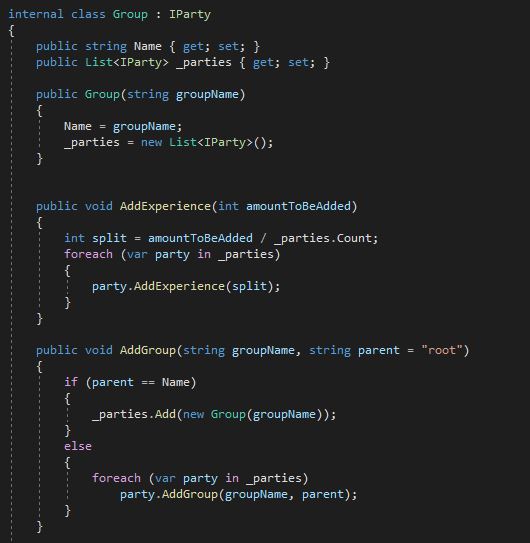 internal class Group : IParty
{
public string Name { get; set; }
public List<IParty> _parties { get; set; }
public Group(string groupName)
{
Name = groupName;
_parties = new List<IParty>();
}
public void AddExperience(int amountToBeAdded)
{
int split = amountToBeAdded / _parties.Count;
foreach (var party in _parties)
{
party.AddExperience(split);
}
}
public void AddGroup(string groupName, string parent = "root")
{
if (parent == Name)
{
_parties.Add(new Group(groupName));
}
else
{
foreach (var party in _parties)
party.AddGroup(groupName, parent);
}
}